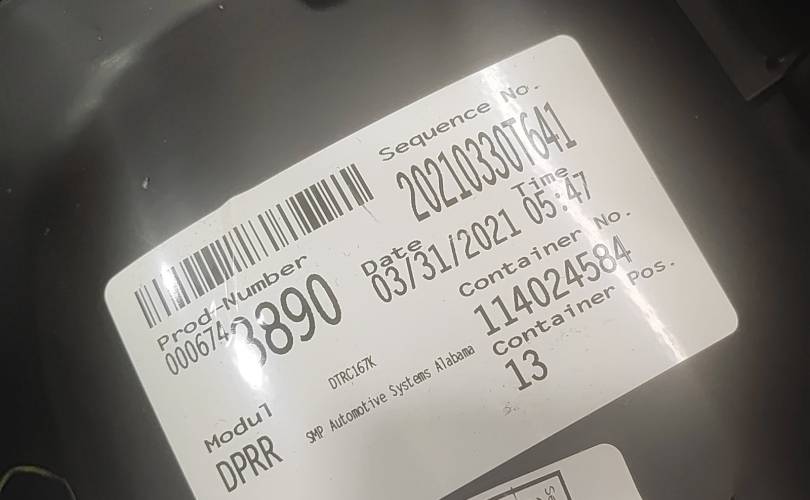 Sequence No.
20210330T641
Prod-Number
0006743890
Date
03/31/2021
Time
05:47
Container No.
114024584
Container Pos.
13
DTRC167K
Modul
DPRR
SMP Automotive Systems Alabama